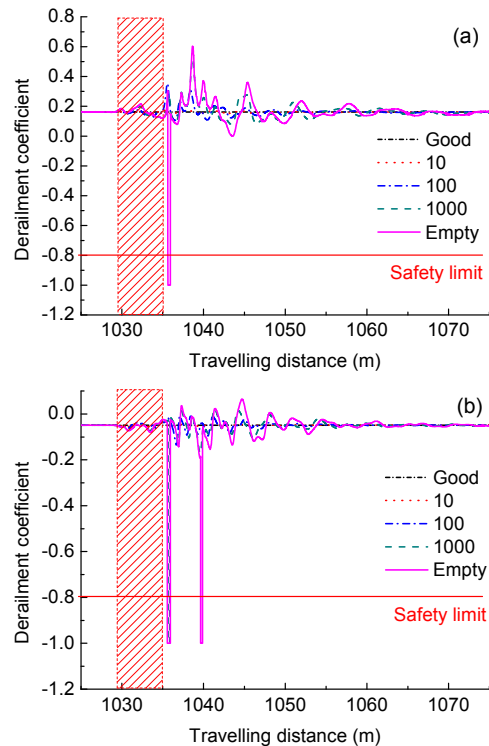 (a)
Derailment coefficient
0.8
0.6
0.4
0.2
0.0
-0.2
-0.4
-0.6
-0.8
-1.0
-1.2
Good
10
100
1000
Empty
Safety limit
1030 1040 1050 1060 1070
Travelling distance (m)
(b)
Derailment coefficient
0.0
-0.2
-0.4
-0.6
-0.8
-1.0
-1.2
Good
10
100
1000
Empty
Safety limit
1030 1040 1050 1060 1070
Travelling distance (m)